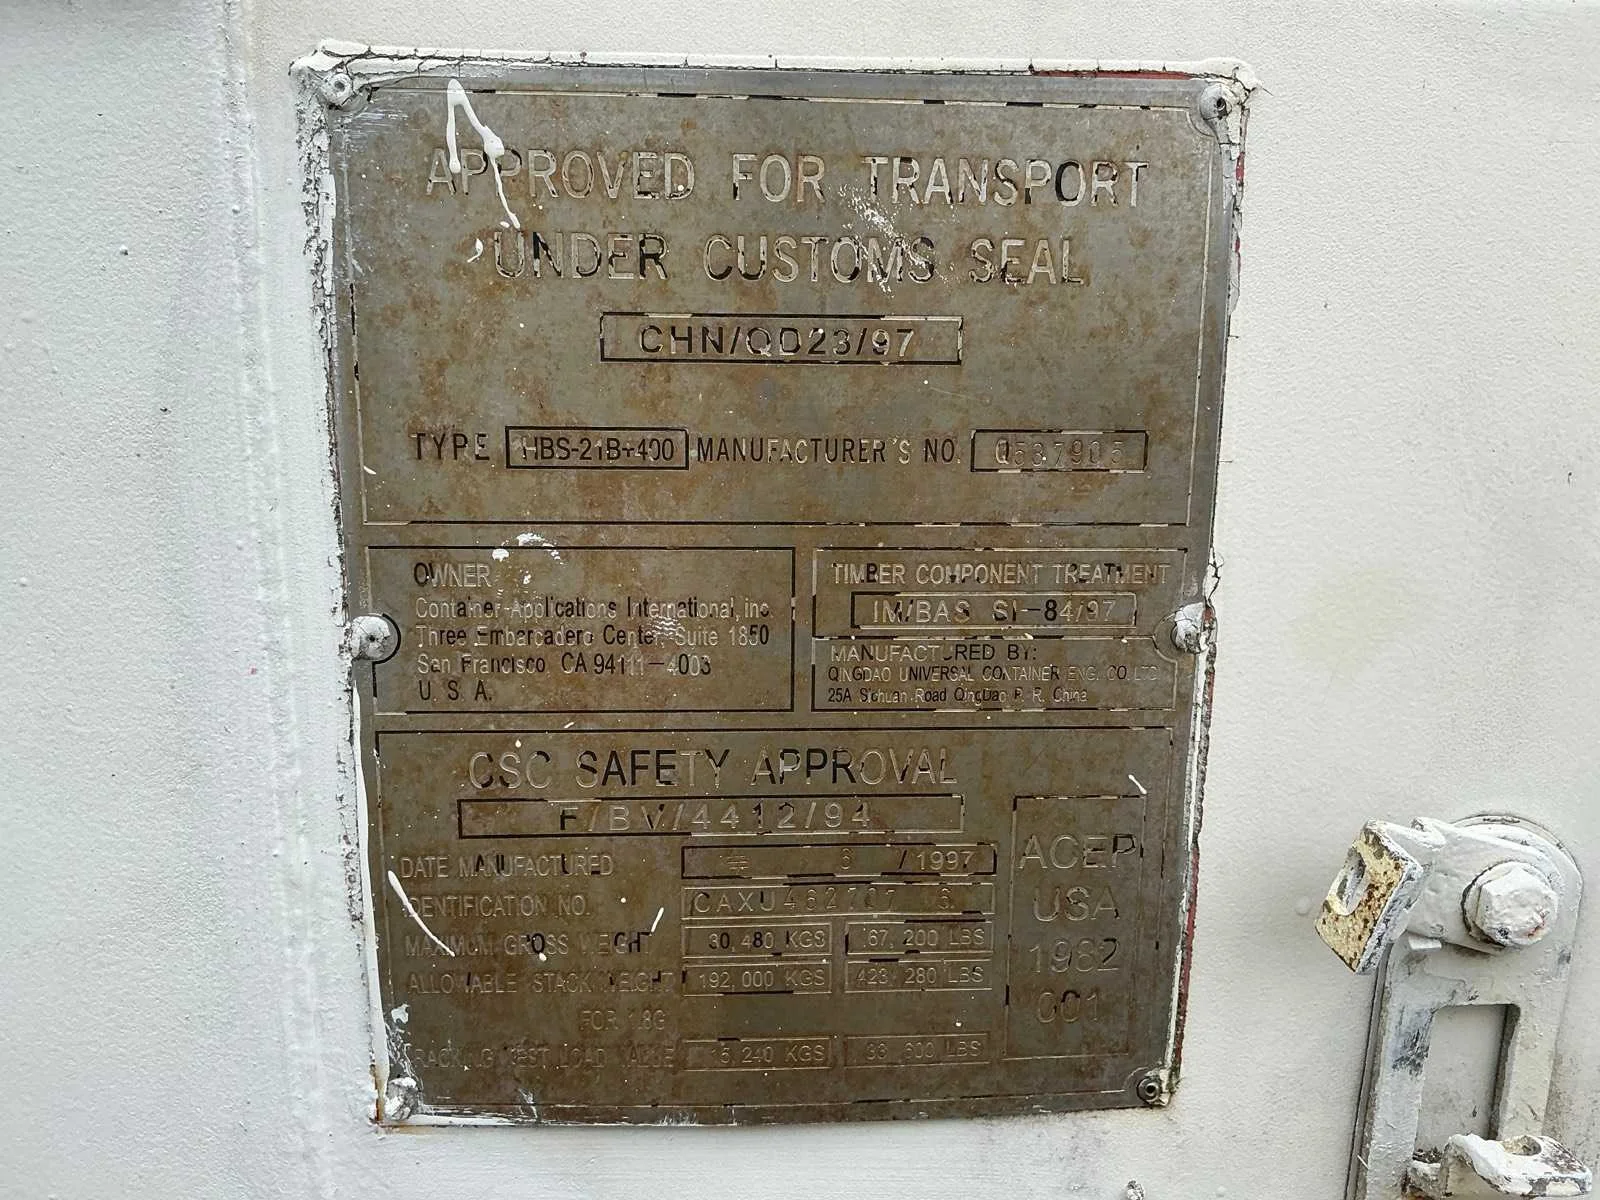 APPROVED FOR TRANSPORT
UNDER CUSTOMS SEAL
CHN/QD23/97
TYPE HBS-21B-400 MANUFACTURER'S NO. Q537905
OWNER
Container Applications International, inc
Three Embarcadero Center, Suite 1850
San Francisco, CA 94111-4003
U. S. A.
TIMBER COMPONENT TREATMENT
IM/BAS SI-84/97
MANUFACTURED BY:
QINGDAO UNIVERSAL CONTAINER ENG. CO.LTD
25A Sichuan Road QingDao P. R. China
CSC SAFETY APPROVAL
F/BV/4412/94
DATE MANUFACTURED 6 /1997
IDENTIFICATION NO. CAXU 462707 6
MAXIMUM GROSS WEIGHT 30,480 KGS 67,200 LBS
ALLOWABLE STACK WEIGHT 192,000 KGS 423,280 LBS
FOR 1.8G
RACKING TEST LOAD VALUE 15,240 KGS 33,600 LBS
ACEP
USA
1982
001